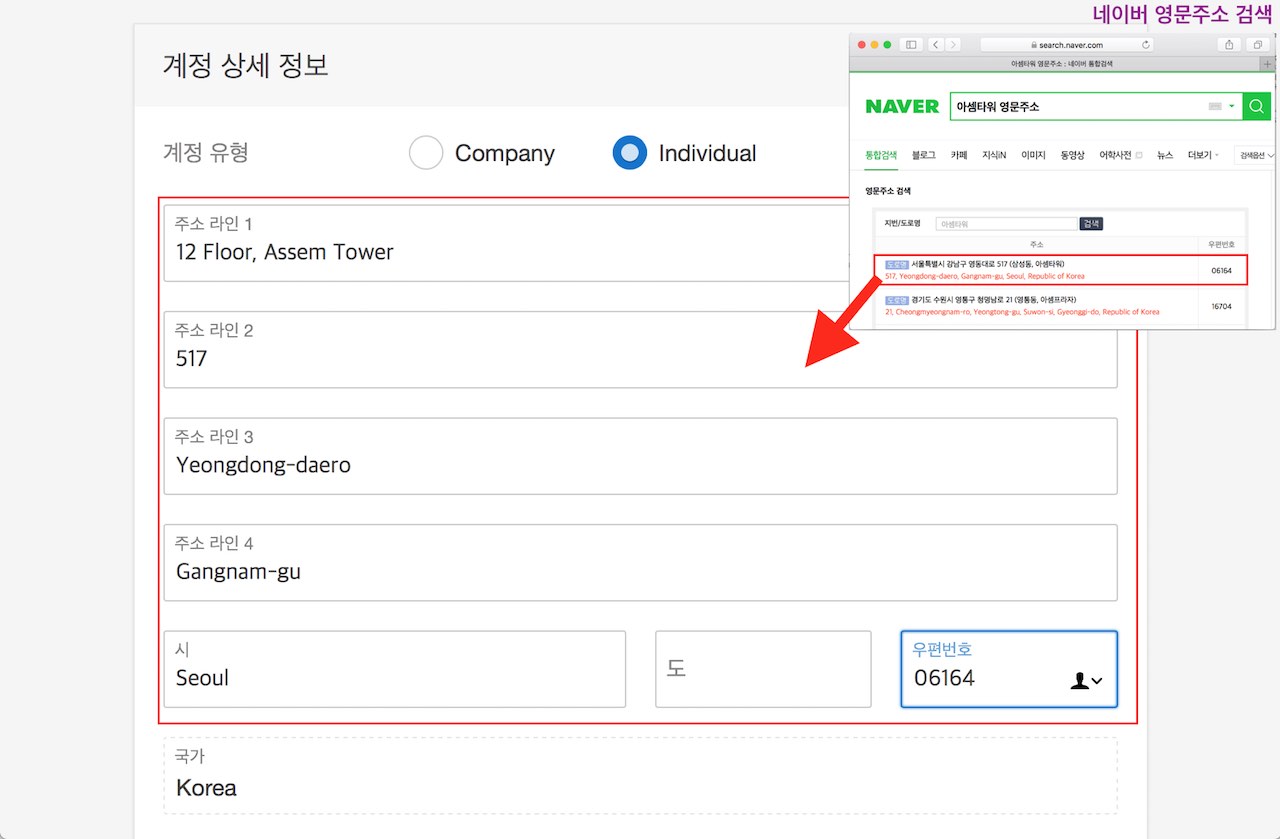 네이버 영문주소 검색
계정 상세 정보
계정 유형
Company
Individual
주소 라인 1
12 Floor, Assem Tower
주소 라인 2
517
주소 라인 3
Yeongdong-daero
주소 라인 4
Gangnam-gu
시
Seoul
도
우편번호
06164
국가
Korea
search.naver.com
아셈타워 영문주소 : 네이버 통합검색
NAVER
아셈타워 영문주소
통합검색 블로그 카페 지식iN 이미지 동영상 어학사전 뉴스 더보기 검색옵션
영문주소 검색
지번/도로명 아셈타워 검색
주소 우편번호
도로명 서울특별시 강남구 영동대로 517 (삼성동, 아셈타워)
517, Yeongdong-daero, Gangnam-gu, Seoul, Republic of Korea
06164
도로명 경기도 수원시 영통구 청명남로 21 (영통동, 아셈프라자)
21, Cheongmyeongnam-ro, Yeongtong-gu, Suwon-si, Gyeonggi-do, Republic of Korea
16704